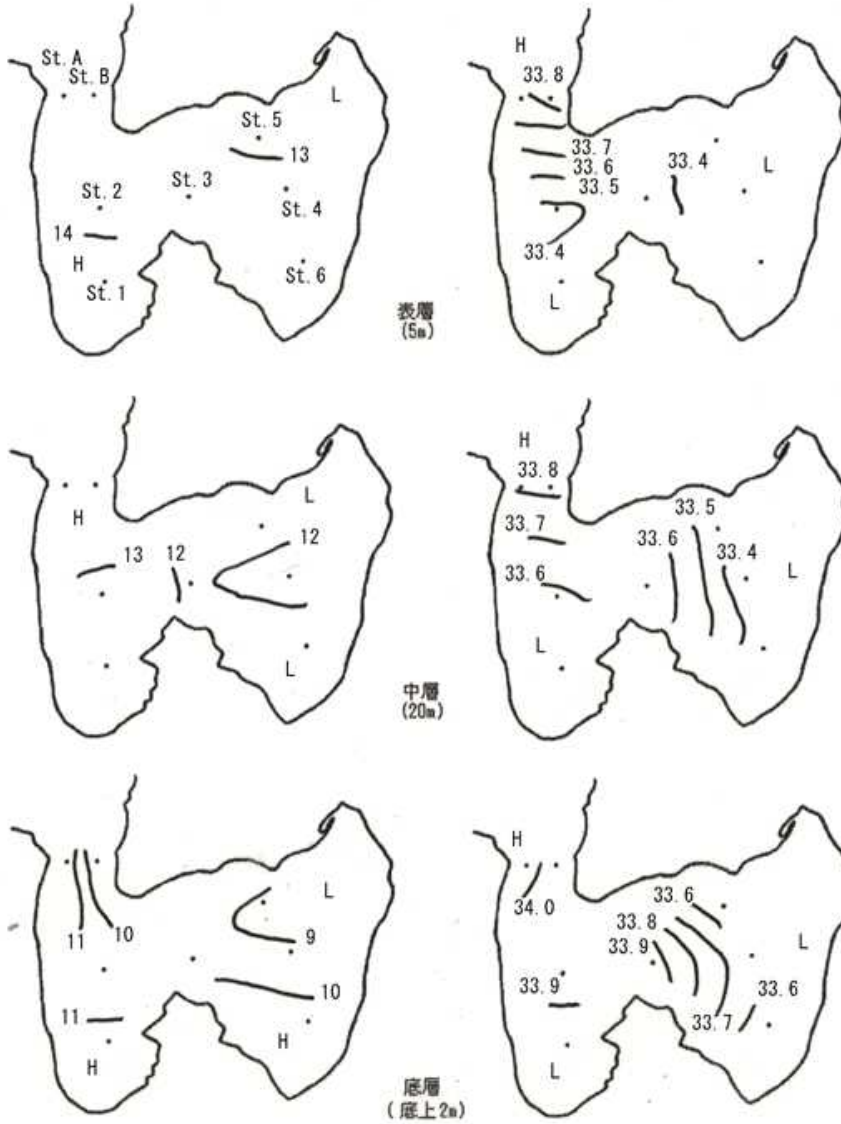 St.A
St.B
L
St.5
13
St.2
St.3
St.4
14
H
St.1
St.6
H
33.8
33.7
33.6
33.5
33.4
L
33.4
L
表層
(5m)
L
H
12
13
12
L
H
33.8
33.5
33.7
33.6
33.4
33.6
L
L
中層
(20m)
L
11
10
9
10
11
H
H
H
34.0
33.6
33.8
33.9
L
33.9
33.6
33.7
L
底層
(底上2m)